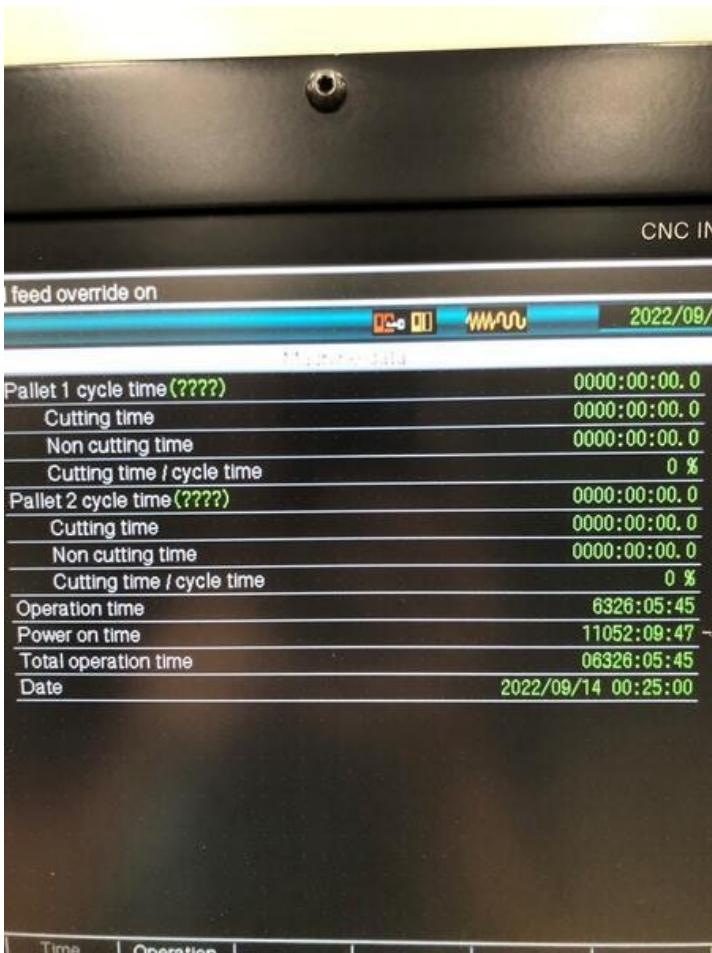 CNC IN
feed override on
2022/09/
Machine data
Pallet 1 cycle time(????) 0000:00:00.0
Cutting time 0000:00:00.0
Non cutting time 0000:00:00.0
Cutting time / cycle time 0 %
Pallet 2 cycle time(????) 0000:00:00.0
Cutting time 0000:00:00.0
Non cutting time 0000:00:00.0
Cutting time / cycle time 0 %
Operation time 6326:05:45
Power on time 11052:09:47
Total operation time 06326:05:45
Date 2022/09/14 00:25:00
Time Operation